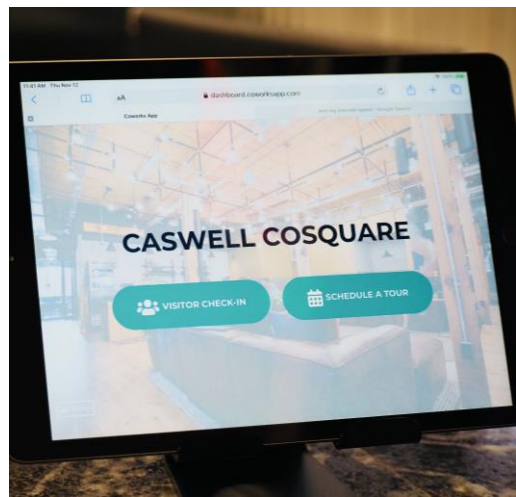 11:41 AM Thu Nov 12
AA
dashboard.coworksapp.com
Coworks App
CASWELL COSQUARE
VISITOR CHECK-IN
SCHEDULE A TOUR